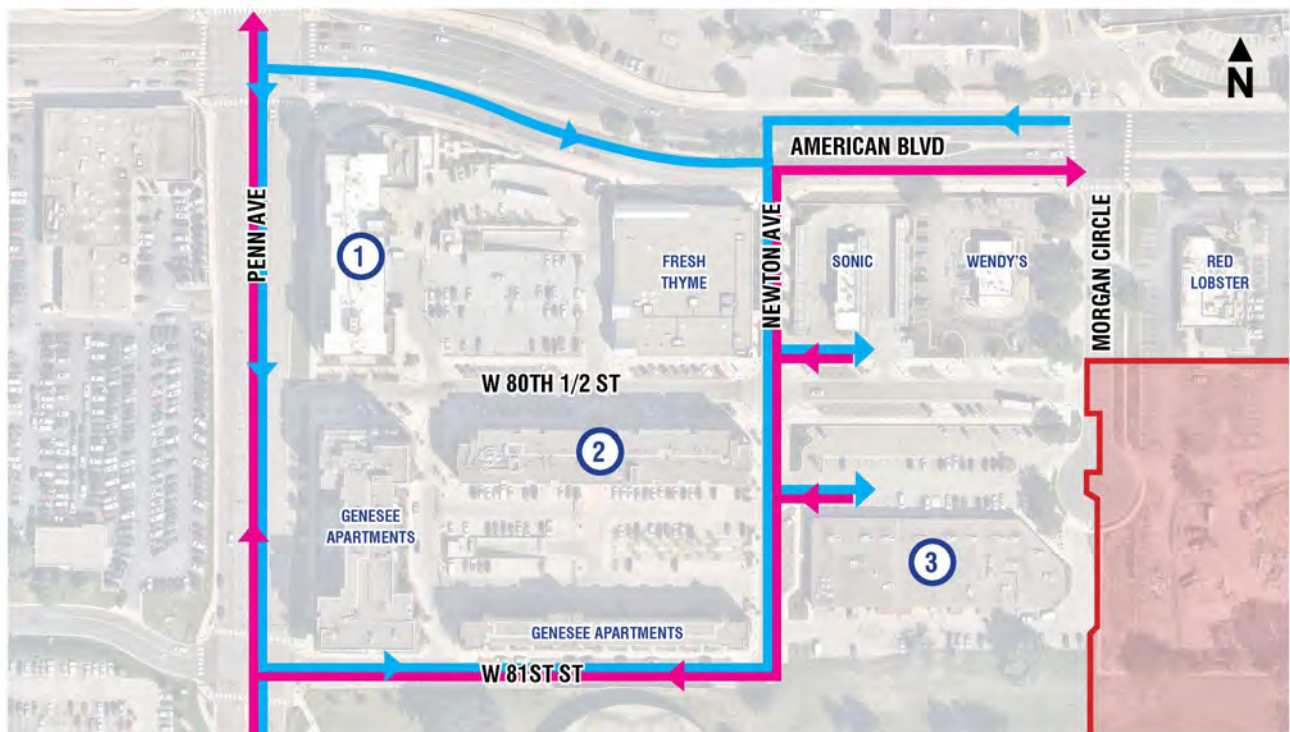 N
AMERICAN BLVD
PENN AVE
1
FRESH
THYME
NEWTON AVE
SONIC
WENDY'S
MORGAN CIRCLE
RED
LOBSTER
W 80TH 1/2 ST
2
GENESEE
APARTMENTS
3
GENESEE APARTMENTS
W 81ST ST